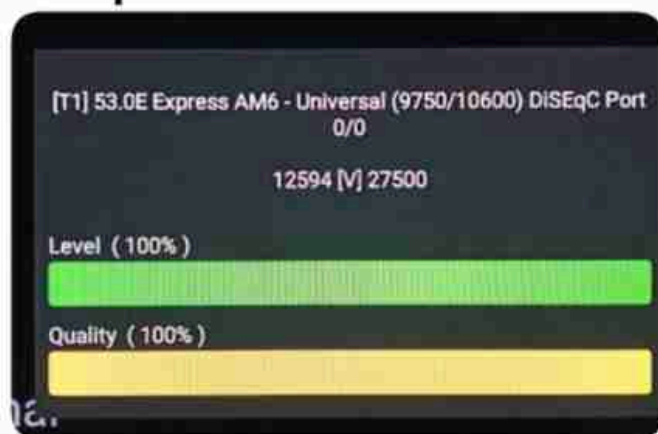 [T1] 53.0E Express AM6 - Universal (9750/10600) DiSEqC Port
0/0
12594 [V] 27500
Level ( 100% )
Quality ( 100% )